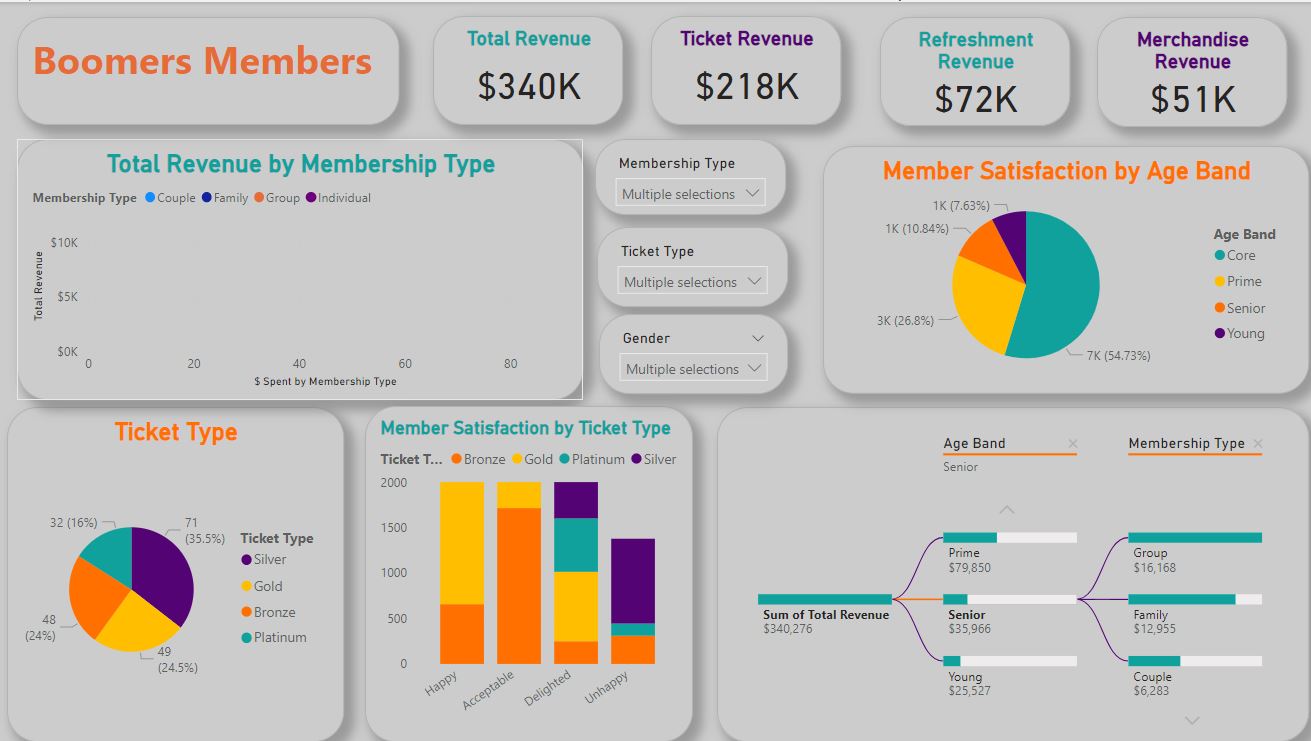 Boomers Members
Total Revenue
$340K
Ticket Revenue
$218K
Refreshment
Revenue
$72K
Merchandise
Revenue
$51K
Total Revenue by Membership Type
Membership Type Couple Family Group Individual
Total Revenue
$10K
$5K
$0K
0 20 40 60 80
$ Spent by Membership Type
Membership Type
Multiple selections
Ticket Type
Multiple selections
Gender
Multiple selections
Member Satisfaction by Age Band
1K (7.63%)
1K (10.84%)
3K (26.8%)
7K (54.73%)
Age Band
Core
Prime
Senior
Young
Ticket Type
32 (16%)
71
(35.5%)
48
(24%)
49
(24.5%)
Ticket Type
Silver
Gold
Bronze
Platinum
Member Satisfaction by Ticket Type
Ticket T... Bronze Gold Platinum Silver
2000
1500
1000
500
0
Happy
Acceptable
Delighted
Unhappy
Age Band
Senior
Membership Type
Sum of Total Revenue
$340,276
Prime
$79,850
Senior
$35,966
Young
$25,527
Group
$16,168
Family
$12,955
Couple
$6,283